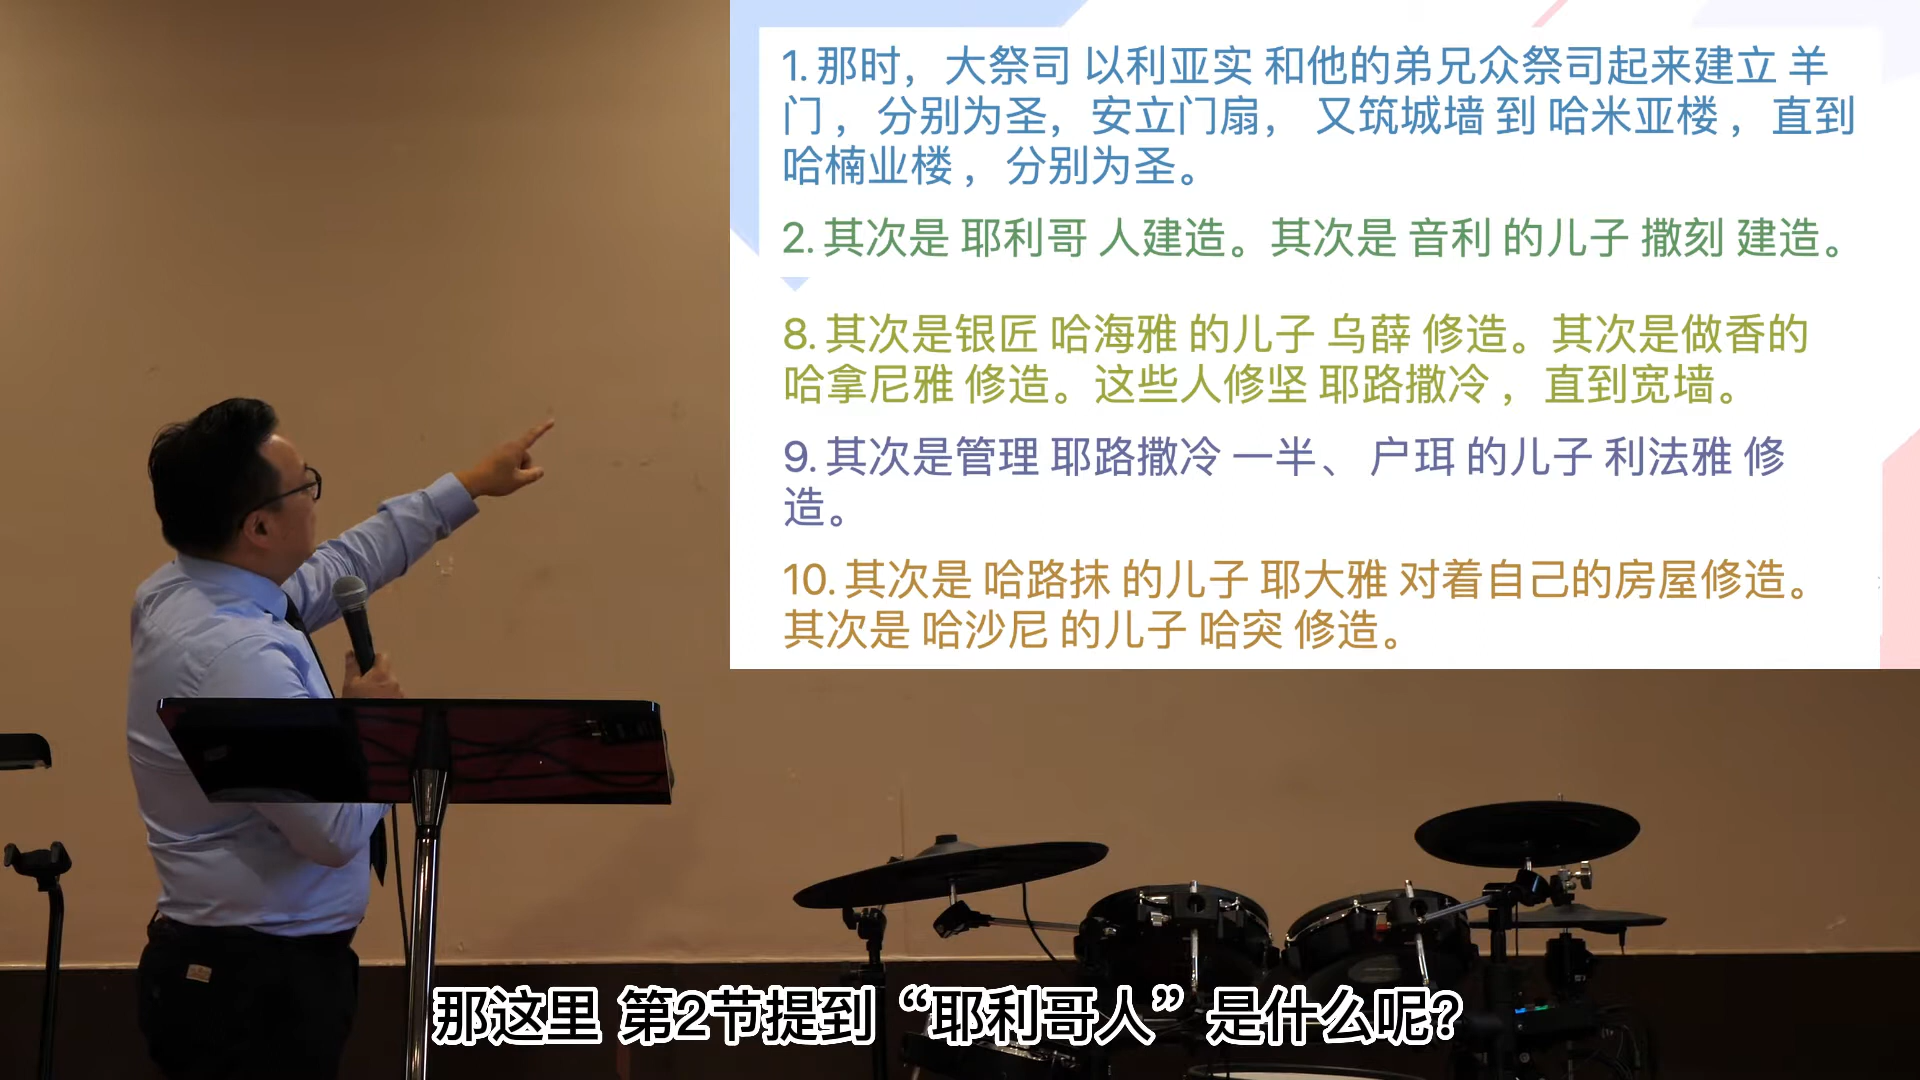 1. 那时，大祭司 以利亚实 和他的弟兄众祭司起来建立 羊
门 ，分别为圣，安立门扇， 又筑城墙 到 哈米亚楼 ，直到
哈楠业楼 ，分别为圣。
2. 其次是 耶利哥 人建造。其次是 音利 的儿子 撒刻 建造。
8. 其次是银匠 哈海雅 的儿子 乌薛 修造。其次是做香的
哈拿尼雅 修造。这些人修坚 耶路撒冷 ，直到宽墙。
9. 其次是管理 耶路撒冷 一半、 户珥 的儿子 利法雅 修
造。
10. 其次是 哈路抹 的儿子 耶大雅 对着自己的房屋修造。
其次是 哈沙尼 的儿子 哈突 修造。
那这里 第2节提到“耶利哥人”是什么呢?